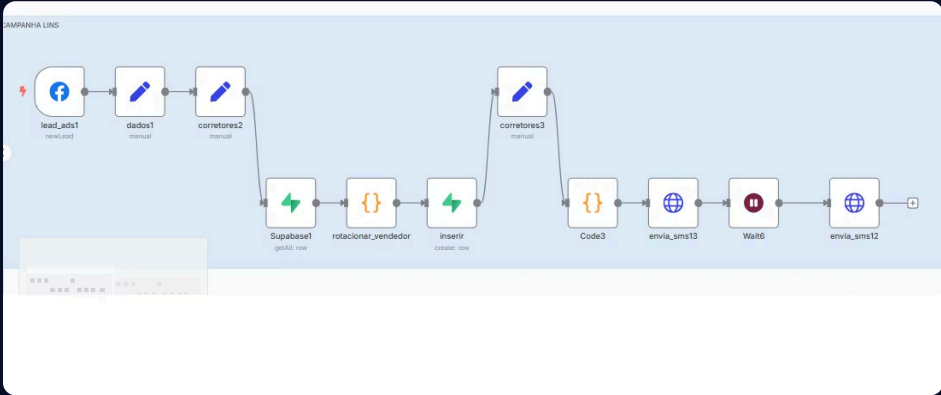 CAMPANHA LINS
lead_ads1
newLead
dados1
manual
corretores2
manual
corretores3
manual
Supabase1
getAll: row
rotacionar_vendedor
inserir
create: row
Code3
envia_sms13
Wait6
envia_sms12